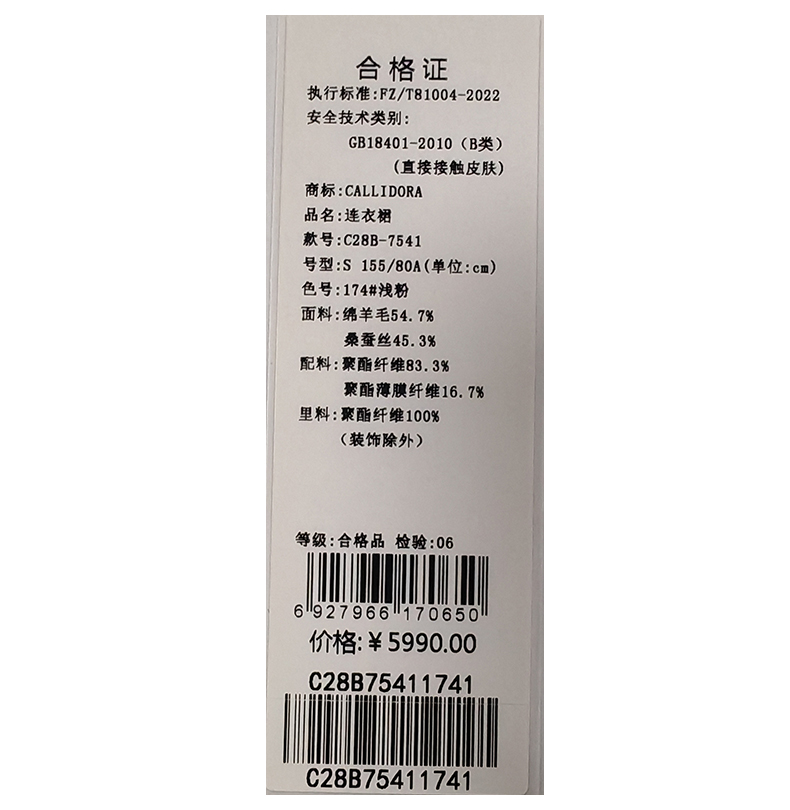 合格证
执行标准:FZ/T81004-2022
安全技术类别:
GB18401-2010（B类）
(直接接触皮肤)
商标:CALLIDORA
品名:连衣裙
款号:C28B-7541
号型:S 155/80A(单位:cm)
色号:174#浅粉
面料:绵羊毛54.7%
桑蚕丝45.3%
配料:聚酯纤维83.3%
聚酯薄膜纤维16.7%
里料:聚酯纤维100%
（装饰除外）
等级:合格品 检验:06
6 927966 170650
价格:￥5990.00
C28B75411741
C28B75411741